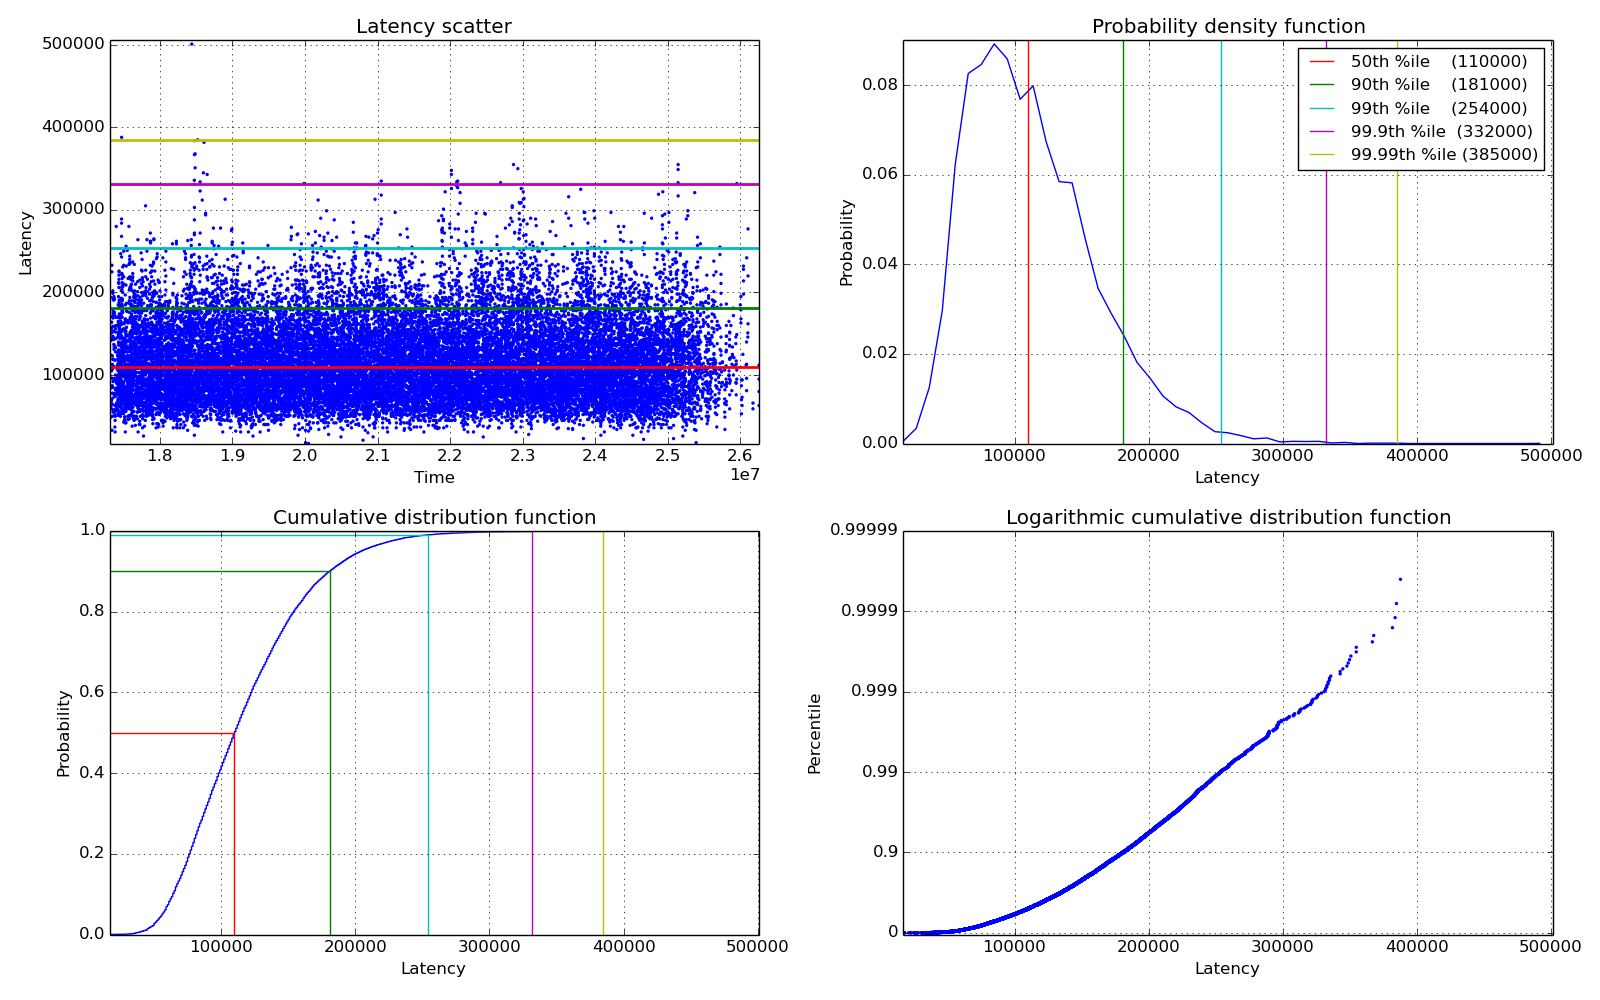 Latency scatter
500000
400000
300000
200000
100000
Latency
1.8 1.9 2.0 2.1 2.2 2.3 2.4 2.5 2.6
1e7
Time
Probability density function
50th %ile (110000)
90th %ile (181000)
99th %ile (254000)
99.9th %ile (332000)
99.99th %ile (385000)
0.08
0.06
0.04
0.02
0.00
Probability
100000 200000 300000 400000 500000
Latency
Cumulative distribution function
1.0
0.8
0.6
0.4
0.2
0.0
Probability
100000 200000 300000 400000 500000
Latency
Logarithmic cumulative distribution function
0.99999
0.9999
0.999
0.99
0.9
0
Percentile
100000 200000 300000 400000 500000
Latency